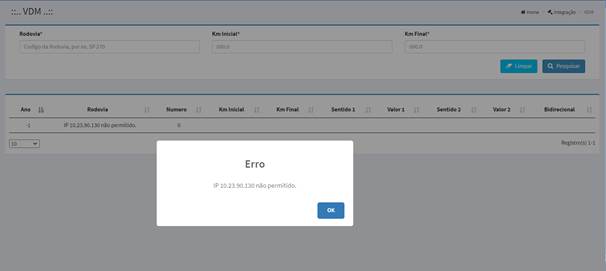 ::.. VDM ..::
Home / Integração / VDM
Rodovia*
Km Inicial*
Km Final*
Codigo da Rodovia, por ex, SP 270
000.0
000.0
Limpar
Pesquisar
Ano Rodovia Numero Km Inicial Km Final Sentido 1 Valor 1 Sentido 2 Valor 2 Bidirecional
-1 IP 10.23.90.130 não permitido. 0
10
Registro(s) 1-1
Erro
IP 10.23.90.130 não permitido.
OK